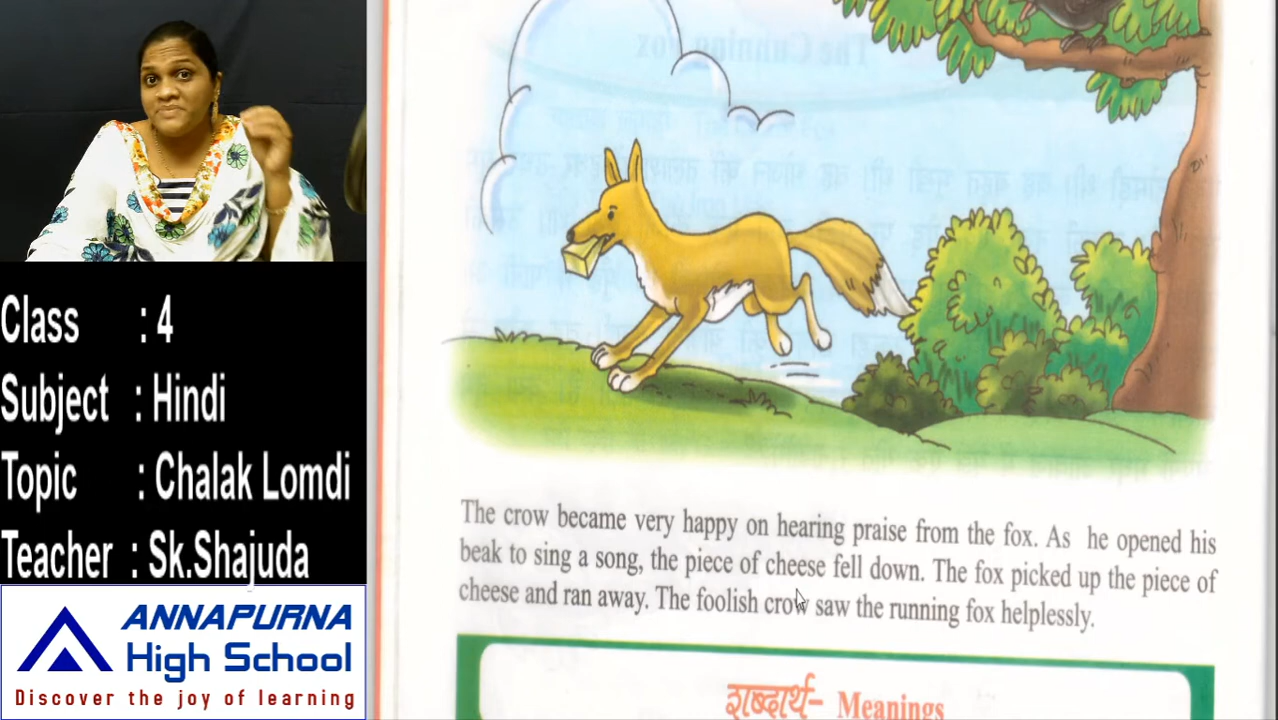 Class : 4
Subject : Hindi
Topic : Chalak Lomdi
Teacher : Sk.Shajuda
ANNAPURNA
High School
Discover the joy of learning
The Cunning Fox
The crow became very happy on hearing praise from the fox. As he opened his
beak to sing a song, the piece of cheese fell down. The fox picked up the piece of
cheese and ran away. The foolish crow saw the running fox helplessly.
शब्दार्थ– Meanings